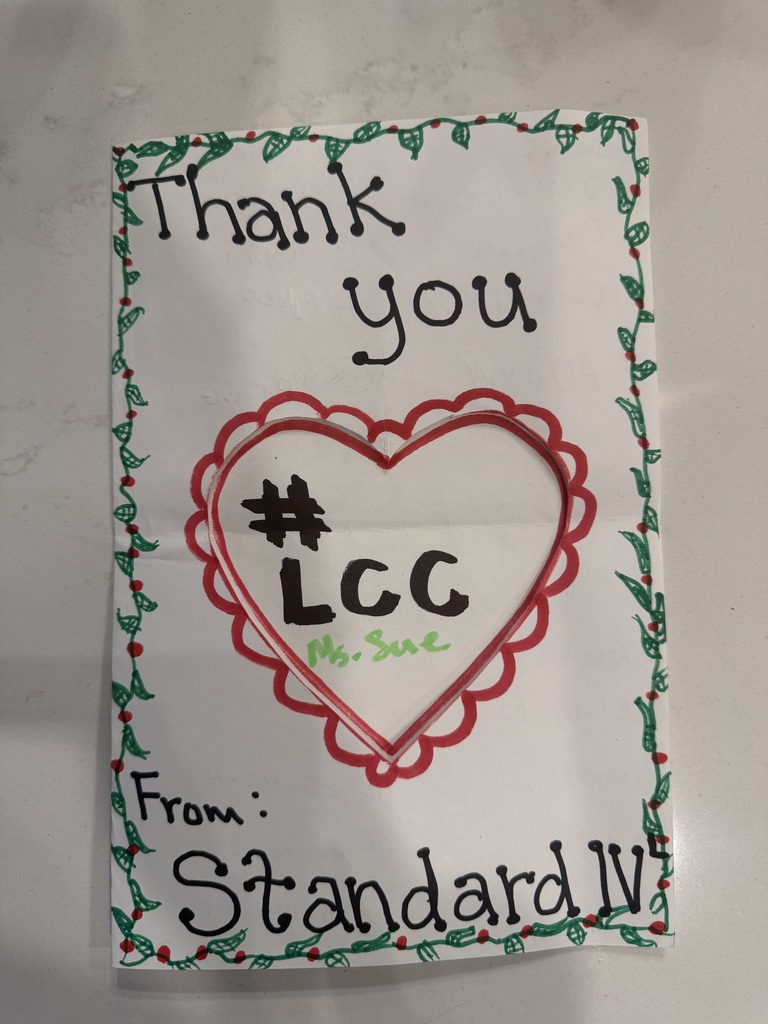 Thank
you
#
LCC
Ms. Sue
From:
Standard IV L